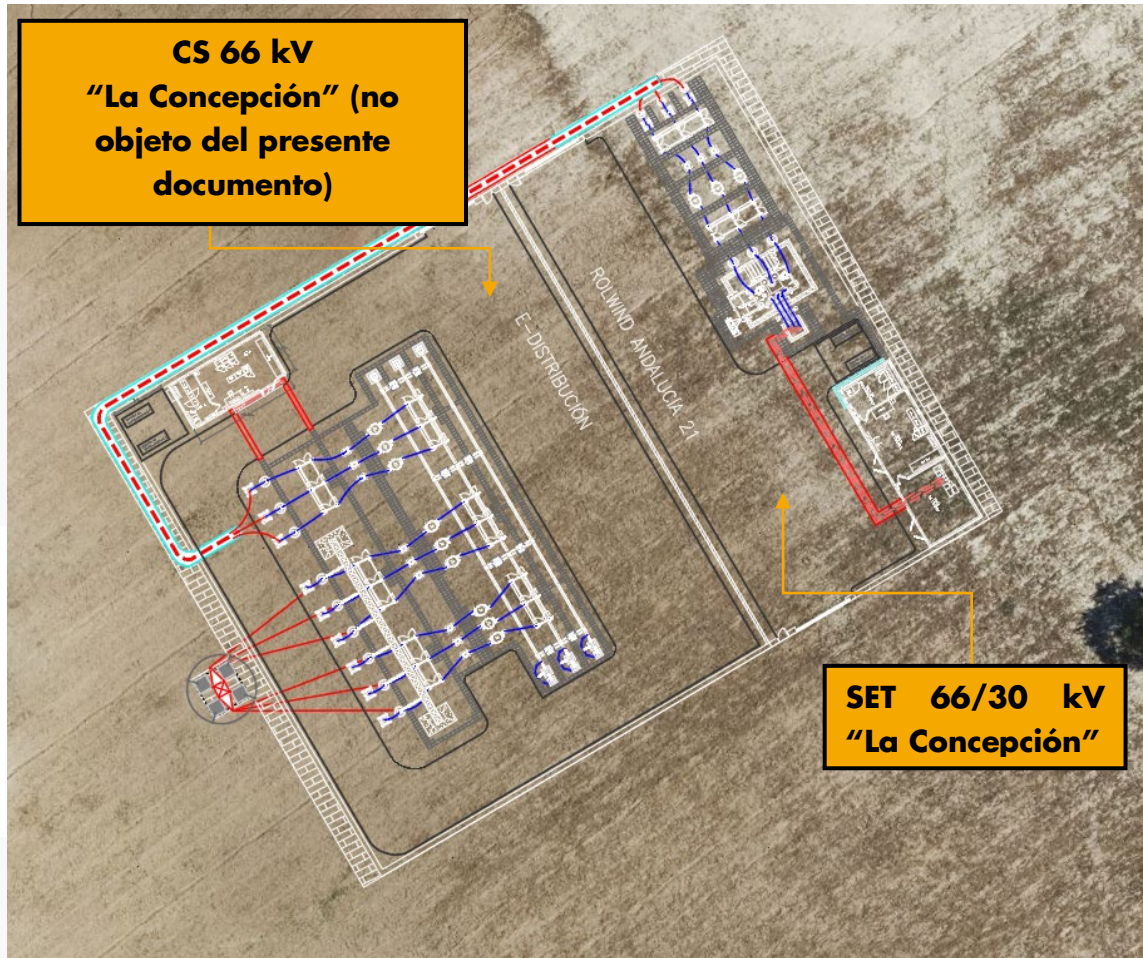 CS 66 kV
“La Concepción” (no
objeto del presente
documento)
ROLWIND ANDALUCÍA 21
E-DISTRIBUCIÓN
SET 66/30 kV
“La Concepción”